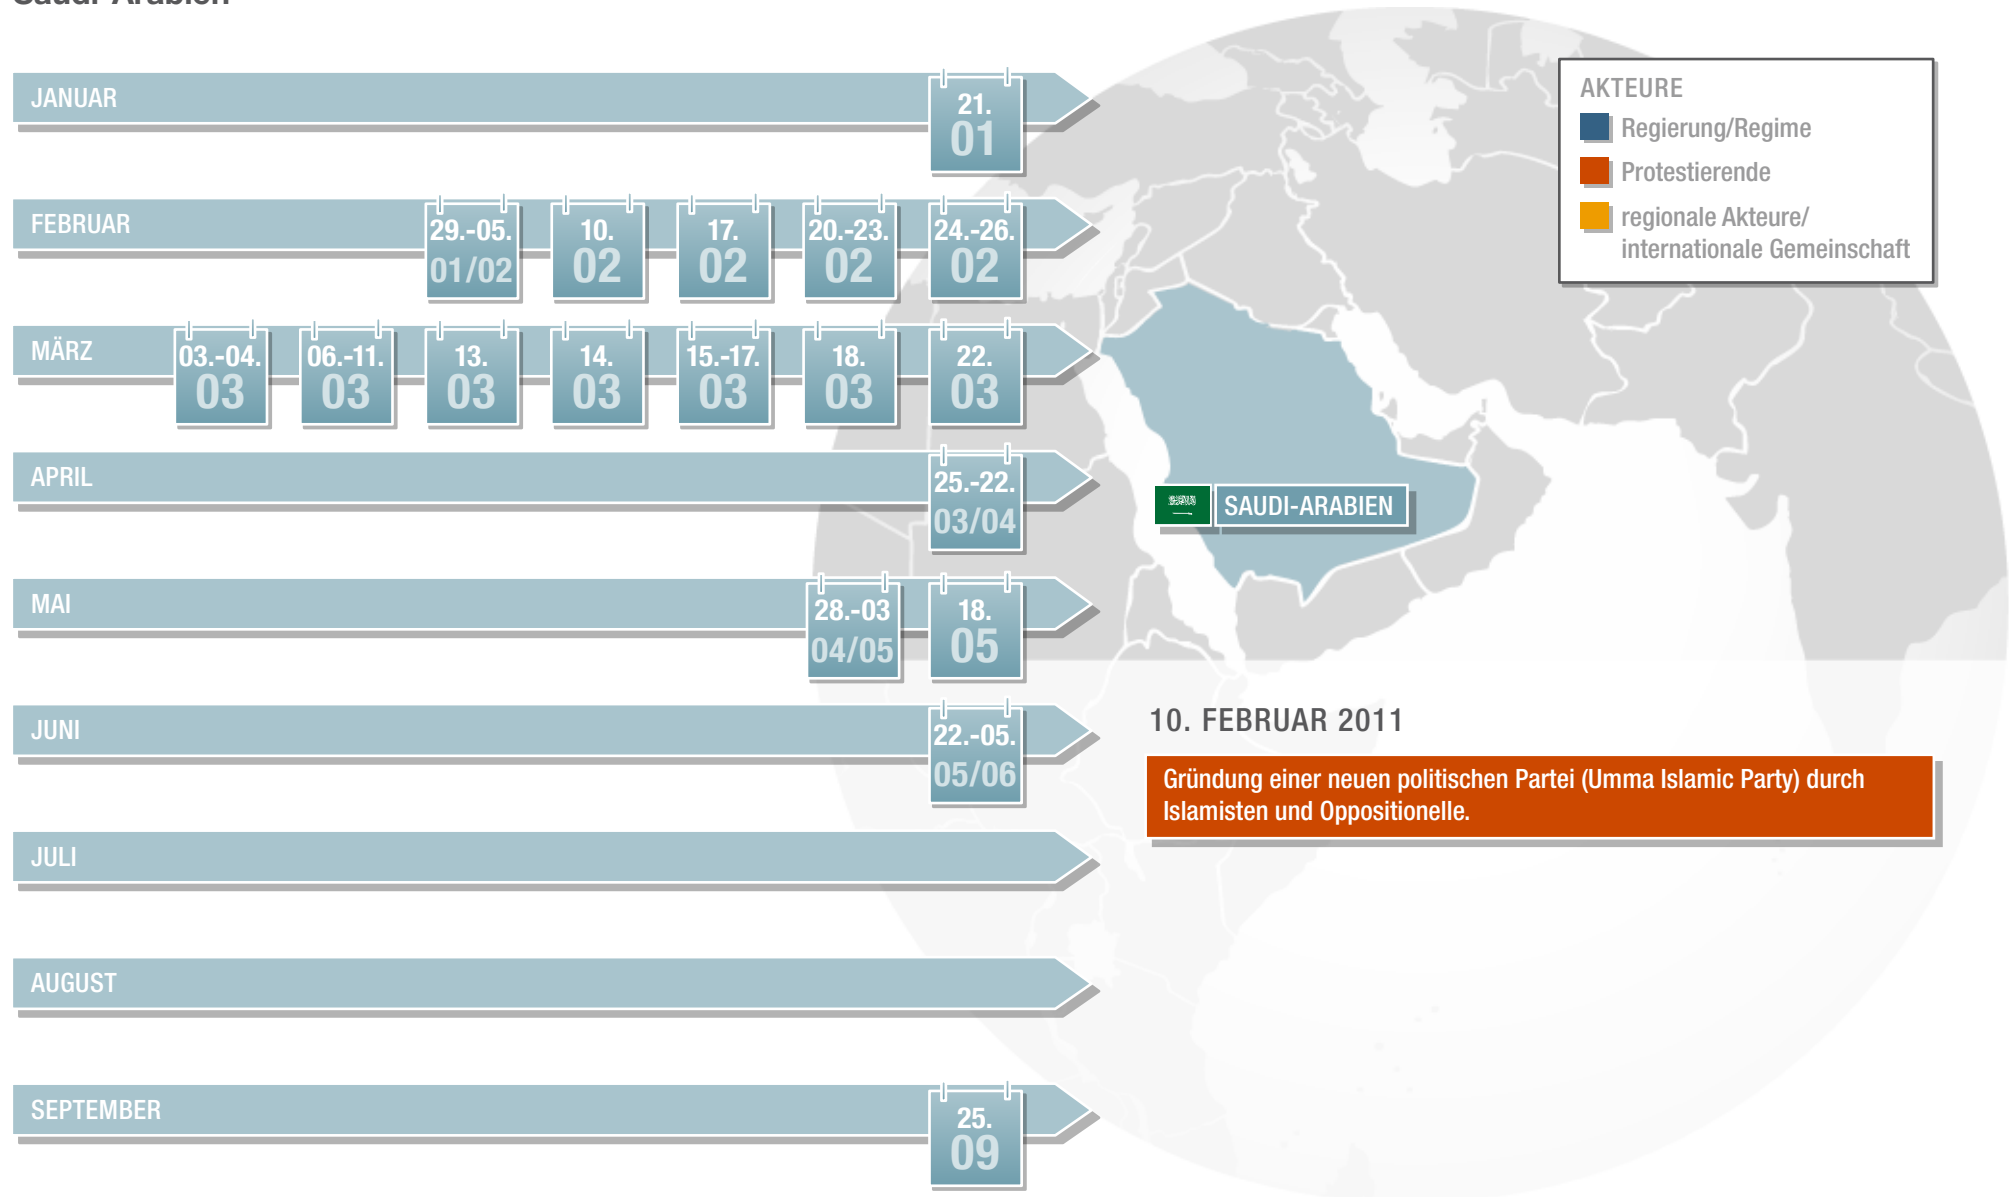 Saudi-Arabien
JANUAR
21.
01
FEBRUAR
29.-05.
01/02
10.
02
17.
02
20.-23.
02
24.-26.
02
MÄRZ
03.-04.
03
06.-11.
03
13.
03
14.
03
15.-17.
03
18.
03
22.
03
APRIL
25.-22.
03/04
MAI
28.-03
04/05
18.
05
JUNI
22.-05.
05/06
JULI
AUGUST
SEPTEMBER
25.
09
AKTEURE
Regierung/Regime
Protestierende
regionale Akteure/
internationale Gemeinschaft
SAUDI-ARABIEN
10. FEBRUAR 2011
Gründung einer neuen politischen Partei (Umma Islamic Party) durch
Islamisten und Oppositionelle.